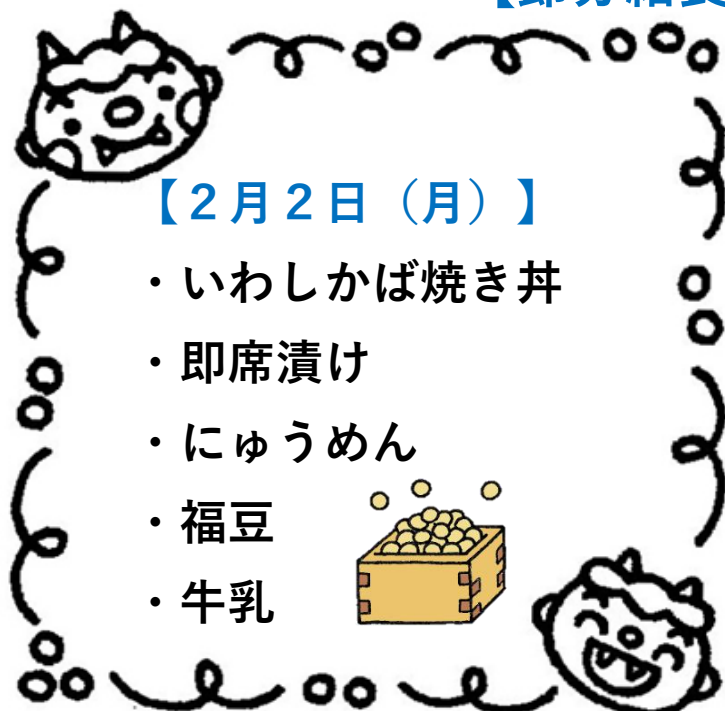 【２月２日（月）】
・いわしかば焼き丼
・即席漬け
・にゅうめん
・福豆
・牛乳